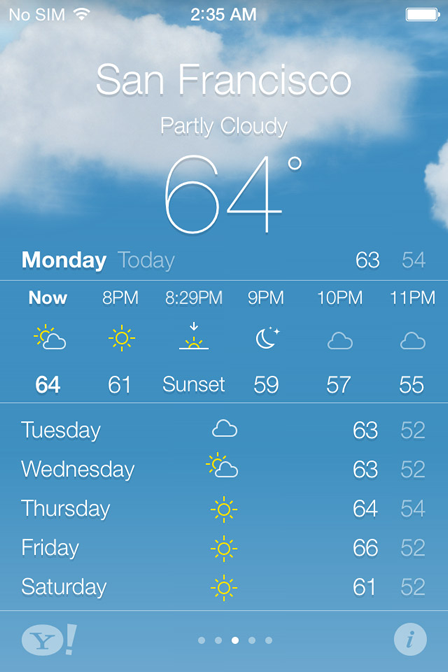 No SIM 2:35 AM
San Francisco
Partly Cloudy
64°
Monday Today 63 54
Now 8PM 8:29PM 9PM 10PM 11PM
64 61 Sunset 59 57 55
Tuesday 63 52
Wednesday 63 52
Thursday 64 54
Friday 66 52
Saturday 61 52
Y! i